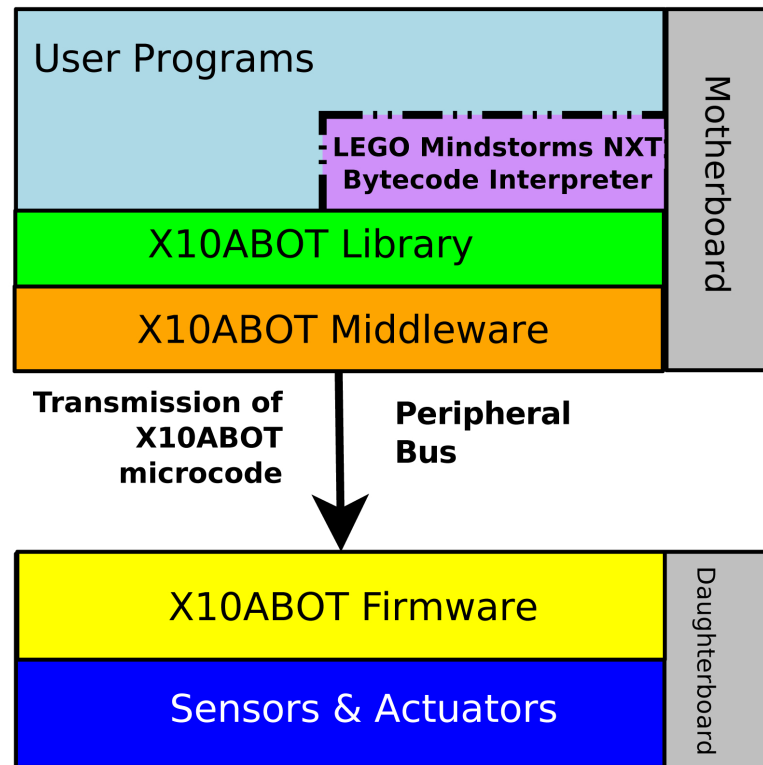 User Programs
LEGO Mindstorms NXT
Bytecode Interpreter
Motherboard
X10ABOT Library
X10ABOT Middleware
Transmission of
X10ABOT
microcode
Peripheral
Bus
X10ABOT Firmware
Daughterboard
Sensors & Actuators